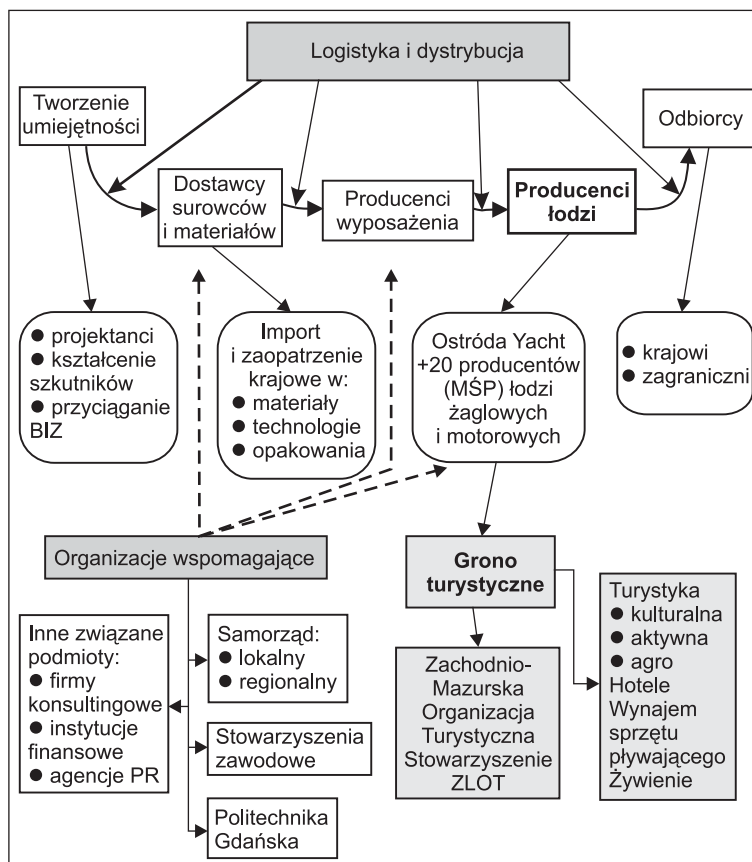 Logistyka i dystrybucja
Tworzenie
umiejętności
Odbiorcy
Dostawcy
surowców
i materiałów
Producenci
wyposażenia
Producenci
łodzi
● projektanci
● kształcenie
szkutników
● przyciąganie
BIZ
Import
i zaopatrzenie
krajowe w:
● materiały
● technologie
● opakowania
Ostróda Yacht
+20 producentów
(MŚP) łodzi
żaglowych
i motorowych
● krajowi
● zagraniczni
Organizacje wspomagające
Grono
turystyczne
Inne związane
podmioty:
● firmy
konsultingowe
● instytucje
finansowe
● agencje PR
Samorząd:
● lokalny
● regionalny
Stowarzyszenia
zawodowe
Politechnika
Gdańska
Zachodnio-
Mazurska
Organizacja
Turystyczna
Stowarzyszenie
ZLOT
Turystyka
● kulturalna
● aktywna
● agro
Hotele
Wynajem
sprzętu
pływającego
Żywienie